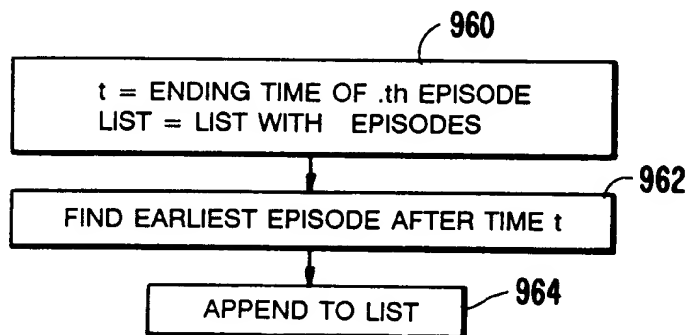 960
t = ENDING TIME OF .th EPISODE
LIST = LIST WITH EPISODES
962
FIND EARLIEST EPISODE AFTER TIME t
964
APPEND TO LIST